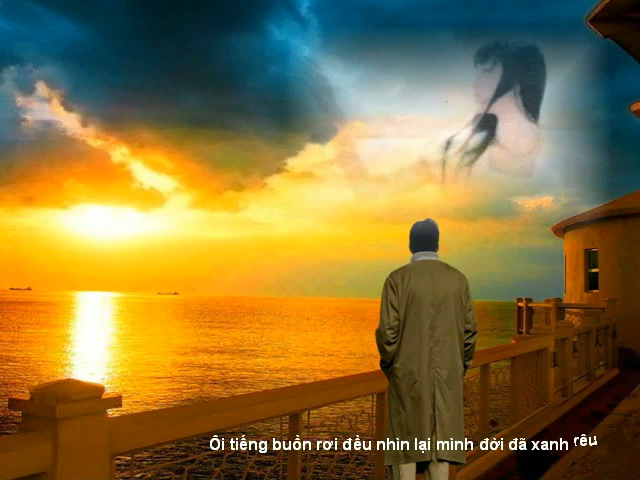 Ôi tiếng buồn rơi đều nhìn lại mình đời đã xanh rêu